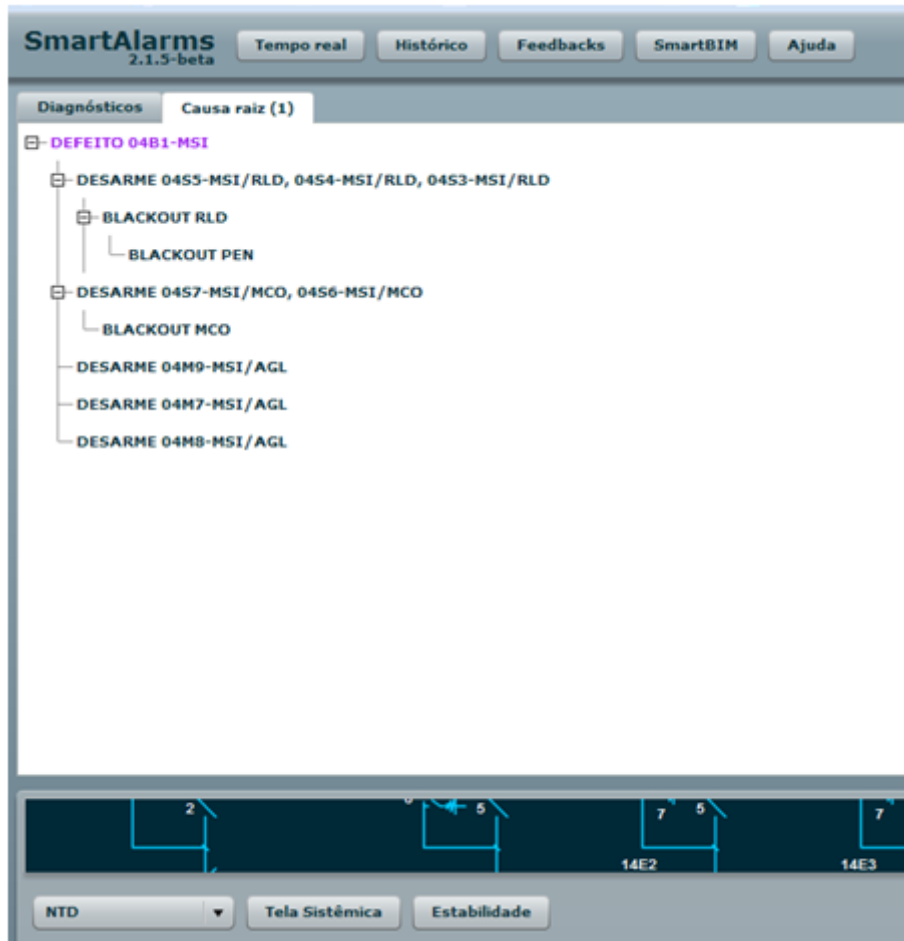 SmartAlarms
2.1.5-beta
Tempo real
Histórico
Feedbacks
SmartBIM
Ajuda
Diagnósticos
Causa raiz (1)
DEFEITO 04B1-MSI
DESARME 04S5-MSI/RLD, 04S4-MSI/RLD, 04S3-MSI/RLD
BLACKOUT RLD
BLACKOUT PEN
DESARME 04S7-MSI/MCO, 04S6-MSI/MCO
BLACKOUT MCO
DESARME 04M9-MSI/AGL
DESARME 04M7-MSI/AGL
DESARME 04M8-MSI/AGL
2
5
7
5
7
14E2
14E3
NTD
Tela Sistêmica
Estabilidade